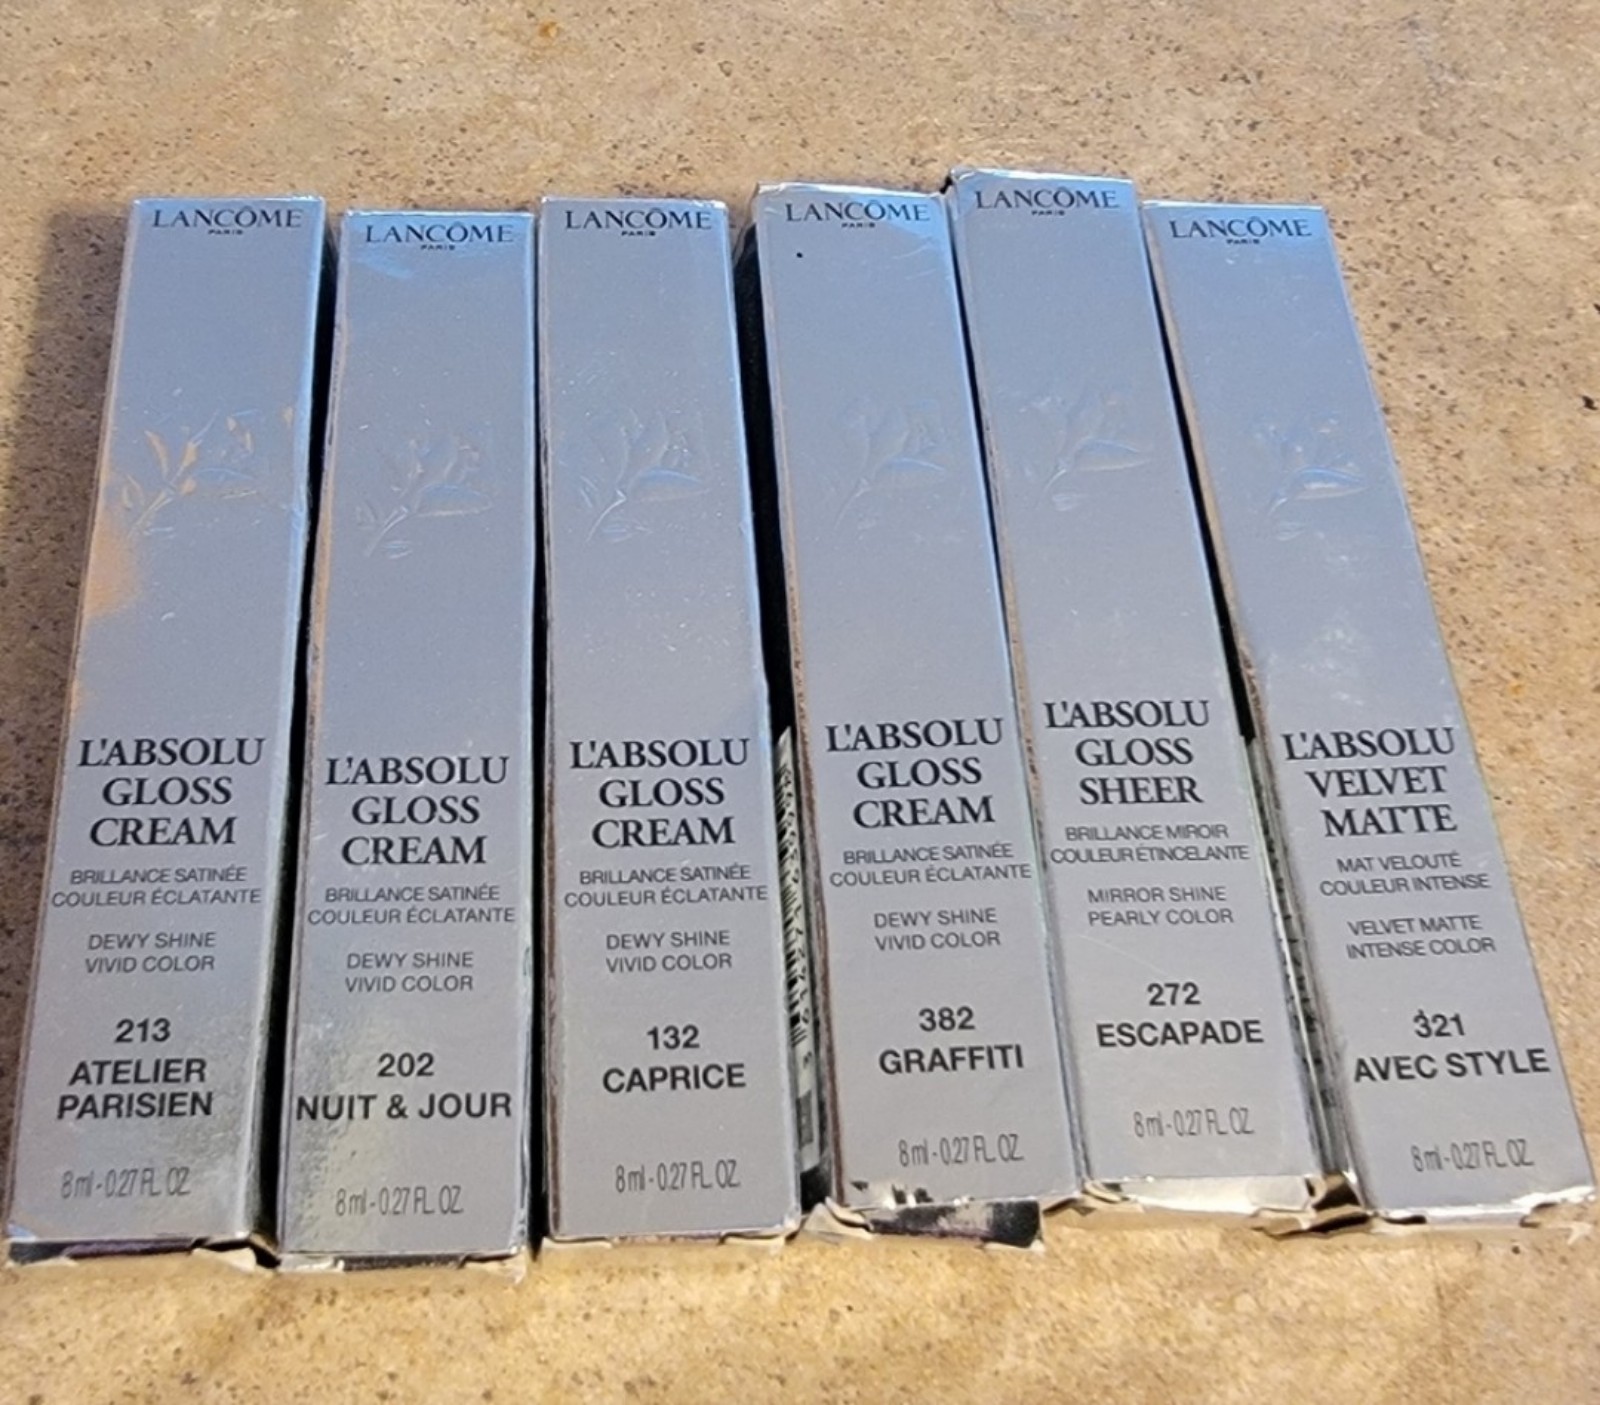 LANCÔME
PARIS
L'ABSOLU
GLOSS
CREAM
BRILLANCE SATINÉE
COULEUR ÉCLATANTE
DEWY SHINE
VIVID COLOR
213
ATELIER
PARISIEN
8 ml - 0.27 FL. OZ.
LANCÔME
PARIS
L'ABSOLU
GLOSS
CREAM
BRILLANCE SATINÉE
COULEUR ÉCLATANTE
DEWY SHINE
VIVID COLOR
202
NUIT & JOUR
8 ml - 0.27 FL. OZ.
LANCÔME
PARIS
L'ABSOLU
GLOSS
CREAM
BRILLANCE SATINÉE
COULEUR ÉCLATANTE
DEWY SHINE
VIVID COLOR
132
CAPRICE
8 ml - 0.27 FL. OZ.
LANCÔME
PARIS
L'ABSOLU
GLOSS
CREAM
BRILLANCE SATINÉE
COULEUR ÉCLATANTE
DEWY SHINE
VIVID COLOR
382
GRAFFITI
8 ml - 0.27 FL. OZ.
LANCÔME
PARIS
L'ABSOLU
GLOSS
SHEER
BRILLANCE MIROIR
COULEUR ÉTINCELANTE
MIRROR SHINE
PEARLY COLOR
272
ESCAPADE
8 ml - 0.27 FL. OZ.
LANCÔME
PARIS
L'ABSOLU
VELVET
MATTE
MAT VELOUTÉ
COULEUR INTENSE
VELVET MATTE
INTENSE COLOR
321
AVEC STYLE
8 ml - 0.27 FL. OZ.